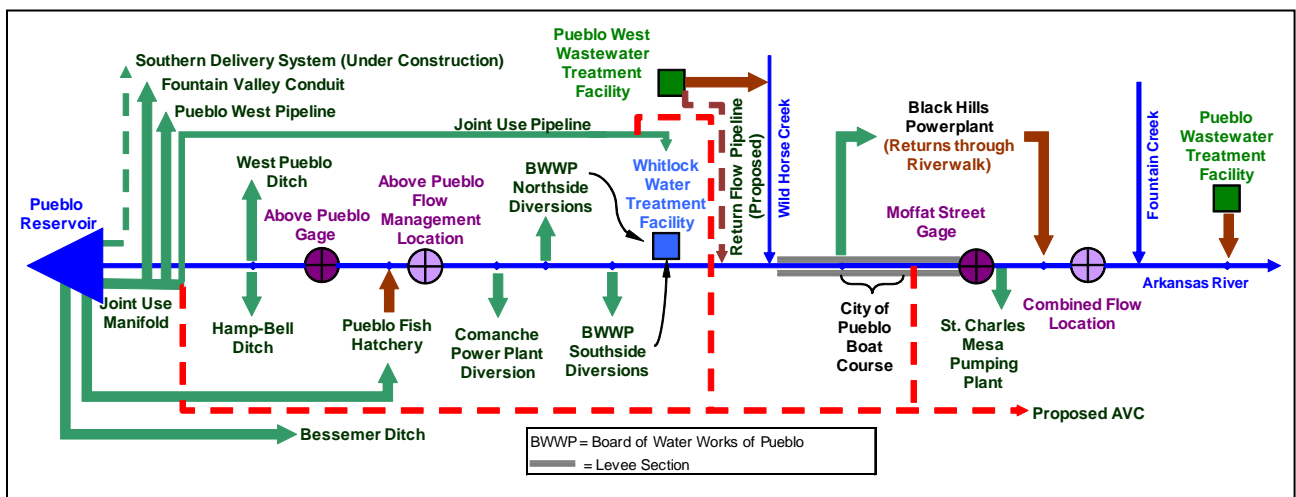 Southern Delivery System (Under Construction)
Fountain Valley Conduit
Pueblo West Pipeline
Joint Use Pipeline
Pueblo West
Wastewater
Treatment
Facility
Return Flow Pipeline
(Proposed)
Wild Horse Creek
Black Hills
Powerplant
(Returns through
Riverwalk)
Fountain Creek
Pueblo
Wastewater
Treatment
Facility
Pueblo
Reservoir
West Pueblo
Ditch
Above Pueblo
Gage
Above Pueblo
Flow
Management
Location
BWWP
Northside
Diversions
Whitlock
Water
Treatment
Facility
Moffat Street
Gage
Arkansas River
Joint Use
Manifold
Hamp-Bell
Ditch
Pueblo Fish
Hatchery
Comanche
Power Plant
Diversion
BWWP
Southside
Diversions
City of
Pueblo
Boat
Course
St. Charles
Mesa
Pumping
Plant
Combined Flow
Location
Proposed AVC
Bessemer Ditch
BWWP = Board of Water Works of Pueblo
= Levee Section